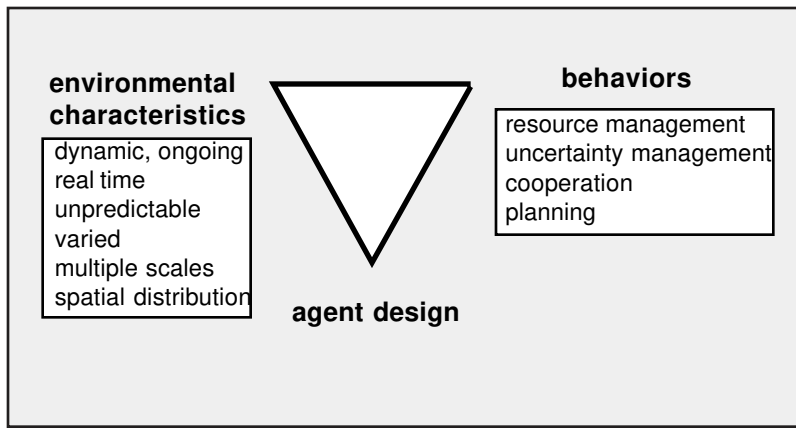 environmental
characteristics
dynamic, ongoing
real time
unpredictable
varied
multiple scales
spatial distribution
behaviors
resource management
uncertainty management
cooperation
planning
agent design